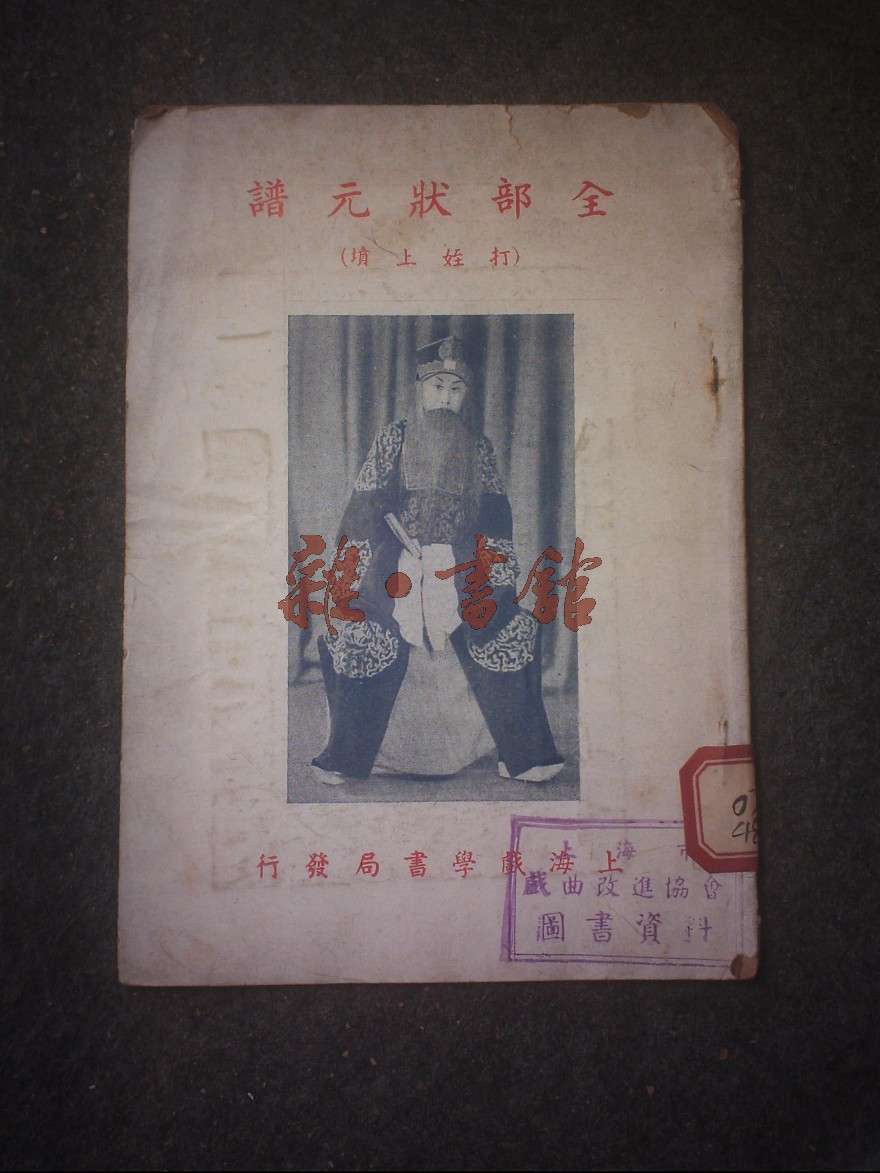 全部狀元譜
(打姪上墳)
雜·書館
上海戲學書局發行
上海市
戲曲改進協會
圖書資料